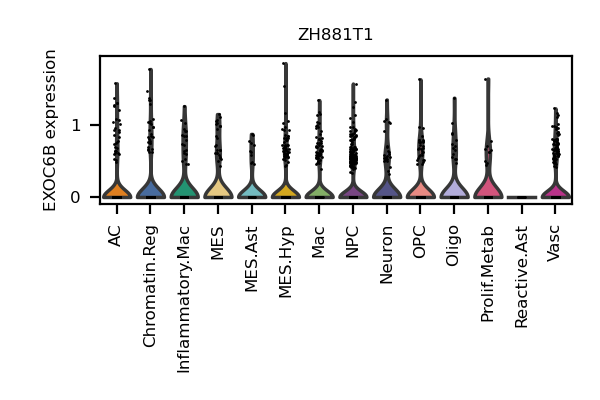 ZH881T1
EXOC6B expression
1
0
AC
Chromatin.Reg
Inflammatory.Mac
MES
MES.Ast
MES.Hyp
Mac
NPC
Neuron
OPC
Oligo
Prolif.Metab
Reactive.Ast
Vasc